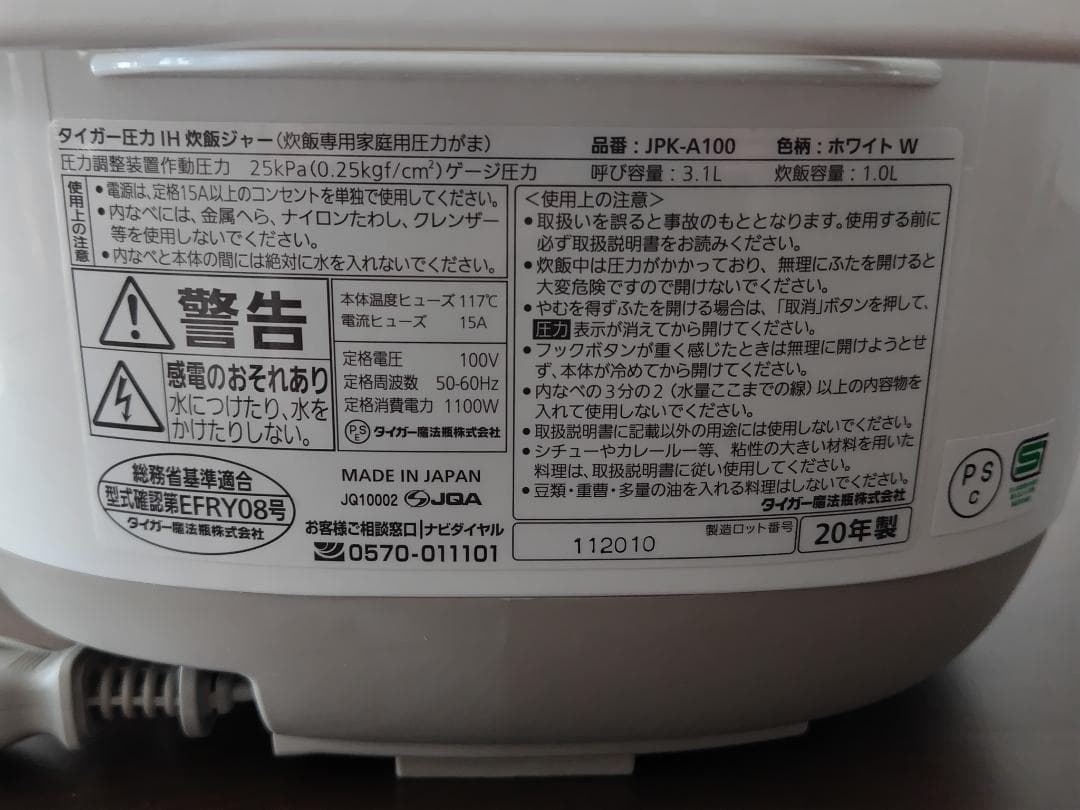 タイガー圧力IH炊飯ジャー(炊飯専用家庭用圧力がま) 品番:JPK-A100 色柄:ホワイト W
圧力調整装置作動圧力 25kPa(0.25kgf/cm²)ゲージ圧力 呼び容量:3.1L 炊飯容量:1.0L
使用上の注意
•電源は、定格15A以上のコンセントを単独で使用してください。
•内なべには、金属へら、ナイロンたわし、クレンザー
等を使用しないでください。
•内なべと本体の間には絶対に水を入れないでください。
警告
感電のおそれあり
水につけたり、水を
かけたりしない。
本体温度ヒューズ 117℃
電流ヒューズ 15A
定格電圧 100V
定格周波数 50-60Hz
定格消費電力 1100W
PSE タイガー魔法瓶株式会社
<使用上の注意>
•取扱いを誤ると事故のもととなります。使用する前に
必ず取扱説明書をお読みください。
•炊飯中は圧力がかかっており、無理にふたを開けると
大変危険ですので開けないでください。
•やむを得ずふたを開ける場合は、「取消」ボタンを押して、
圧力 表示が消えてから開けてください。
•フックボタンが重く感じたときは無理に開けようとせ
ず、本体が冷めてから開けてください。
•内なべの3分の2(水量ここまでの線)以上の内容物を
入れて使用しないでください。
•取扱説明書に記載以外の用途には使用しないでください。
•シチューやカレールー等、粘性の大きい材料を用いた
料理は、取扱説明書に従い使用してください。
•豆類・重曹・多量の油を入れる料理はしないでください。
タイガー魔法瓶株式会社
総務省基準適合
型式確認第EFRY08号
タイガー魔法瓶株式会社
MADE IN JAPAN
JQ10002 JQA
お客様ご相談窓口|ナビダイヤル
0570-011101
製造ロット番号
112010
20年製
PS
C